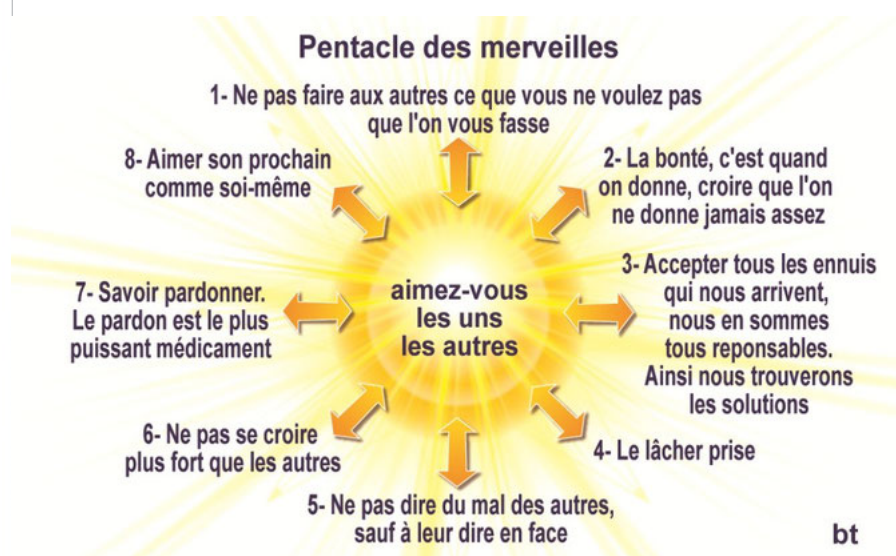 Pentacle des merveilles
1- Ne pas faire aux autres ce que vous ne voulez pas
que l'on vous fasse
2- La bonté, c'est quand
on donne, croire que l'on
ne donne jamais assez
3- Accepter tous les ennuis
qui nous arrivent,
nous en sommes
tous reponsables.
Ainsi nous trouverons
les solutions
4- Le lâcher prise
5- Ne pas dire du mal des autres,
sauf à leur dire en face
6- Ne pas se croire
plus fort que les autres
7- Savoir pardonner.
Le pardon est le plus
puissant médicament
8- Aimer son prochain
comme soi-même
aimez-vous
les uns
les autres
bt